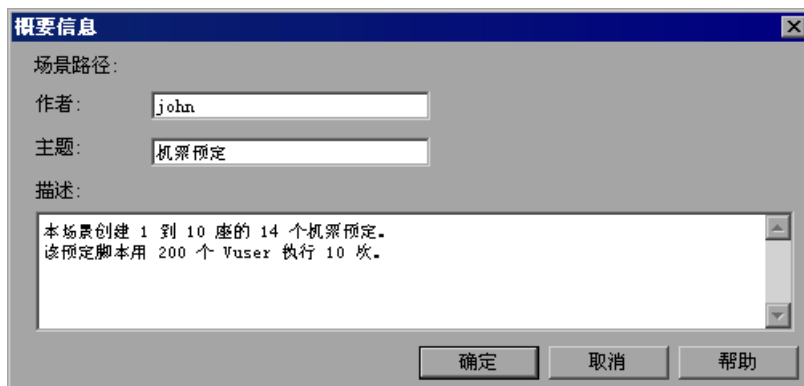 概要信息
场景路径:
作者: john
主题: 机票预定
描述:
本场景创建 1 到 10 座的 14 个机票预定。
该预定脚本用 200 个 Vuser 执行 10 次。
确定 取消 帮助